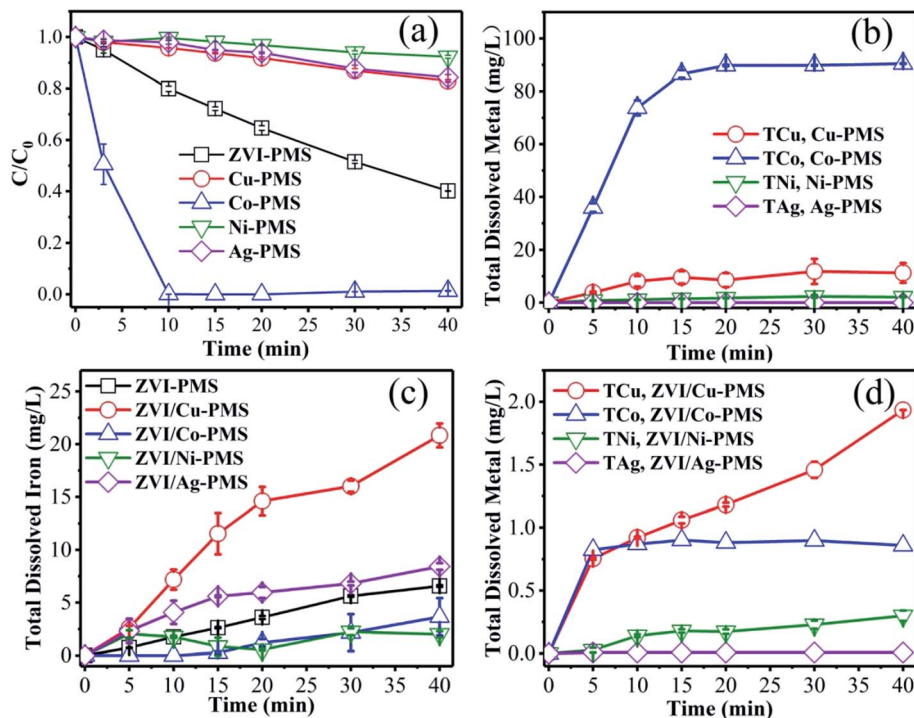 (a)
1.0
0.8
0.6
0.4
0.2
0.0
C/C0
ZVI-PMS
Cu-PMS
Co-PMS
Ni-PMS
Ag-PMS
0 5 10 15 20 25 30 35 40
Time (min)
(b)
100
80
60
40
20
0
Total Dissolved Metal (mg/L)
TCu, Cu-PMS
TCo, Co-PMS
TNi, Ni-PMS
TAg, Ag-PMS
0 5 10 15 20 25 30 35 40
Time (min)
(c)
25
20
15
10
5
0
Total Dissolved Iron (mg/L)
ZVI-PMS
ZVI/Cu-PMS
ZVI/Co-PMS
ZVI/Ni-PMS
ZVI/Ag-PMS
0 5 10 15 20 25 30 35 40
Time (min)
(d)
2.0
1.5
1.0
0.5
0.0
Total Dissolved Metal (mg/L)
TCu, ZVI/Cu-PMS
TCo, ZVI/Co-PMS
TNi, ZVI/Ni-PMS
TAg, ZVI/Ag-PMS
0 5 10 15 20 25 30 35 40
Time (min)